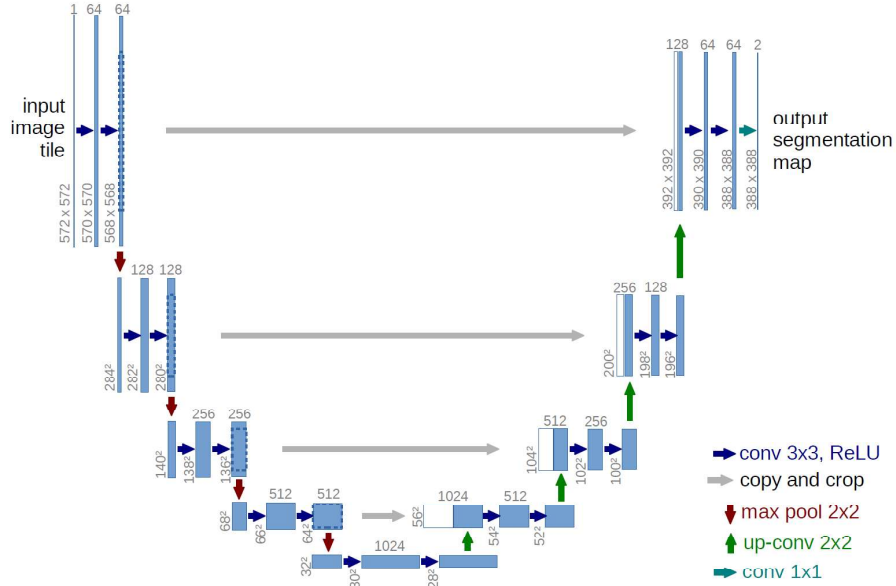 1 64 64
128 64 64 2
input
image
tile
output
segmentation
map
572 x 572
570 x 570
568 x 568
392 x 392
390 x 390
388 x 388
388 x 388
128 128
256 128
284²
282²
280²
200²
198²
196²
256 256
512 256
140²
138²
136²
104²
102²
100²
512 512
1024 512
68²
66²
64²
56²
54²
52²
1024
32²
30²
28²
conv 3x3, ReLU
copy and crop
max pool 2x2
up-conv 2x2
conv 1x1